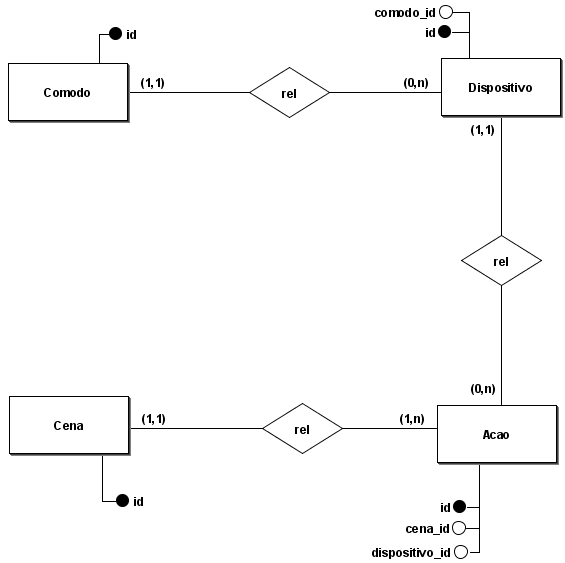 comodo_id
id
id
Comodo
(1,1)
rel
(0,n)
Dispositivo
(1,1)
rel
(0,n)
Cena
(1,1)
rel
(1,n)
Acao
id
id
cena_id
dispositivo_id